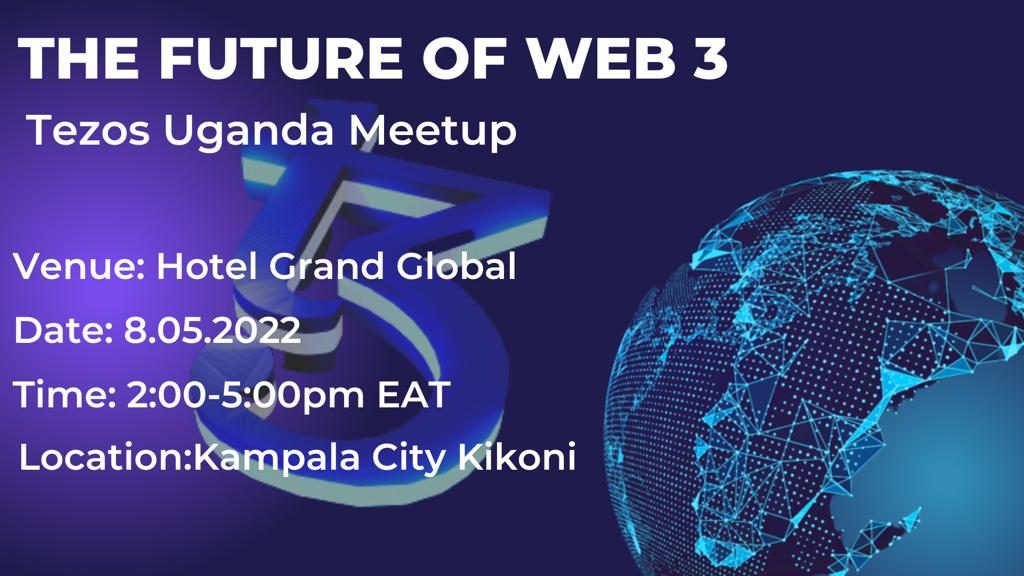 THE FUTURE OF WEB 3
Tezos Uganda Meetup
Venue: Hotel Grand Global
Date: 8.05.2022
Time: 2:00-5:00pm EAT
Location:Kampala City Kikoni